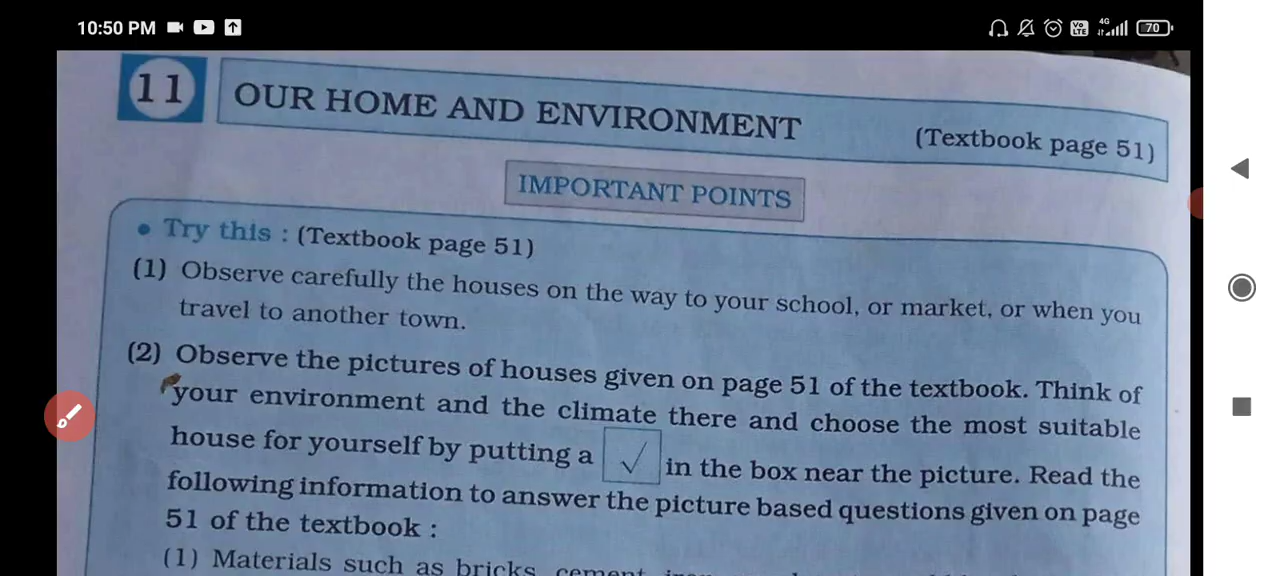 10:50 PM
4G
Vo
LTE
70
11
OUR HOME AND ENVIRONMENT
(Textbook page 51)
IMPORTANT POINTS
• Try this : (Textbook page 51)
(1) Observe carefully the houses on the way to your school, or market, or when you
travel to another town.
(2) Observe the pictures of houses given on page 51 of the textbook. Think of
your environment and the climate there and choose the most suitable
house for yourself by putting a ✓ in the box near the picture. Read the
following information to answer the picture based questions given on page
51 of the textbook :
(1) Materials such as bricks, cement,